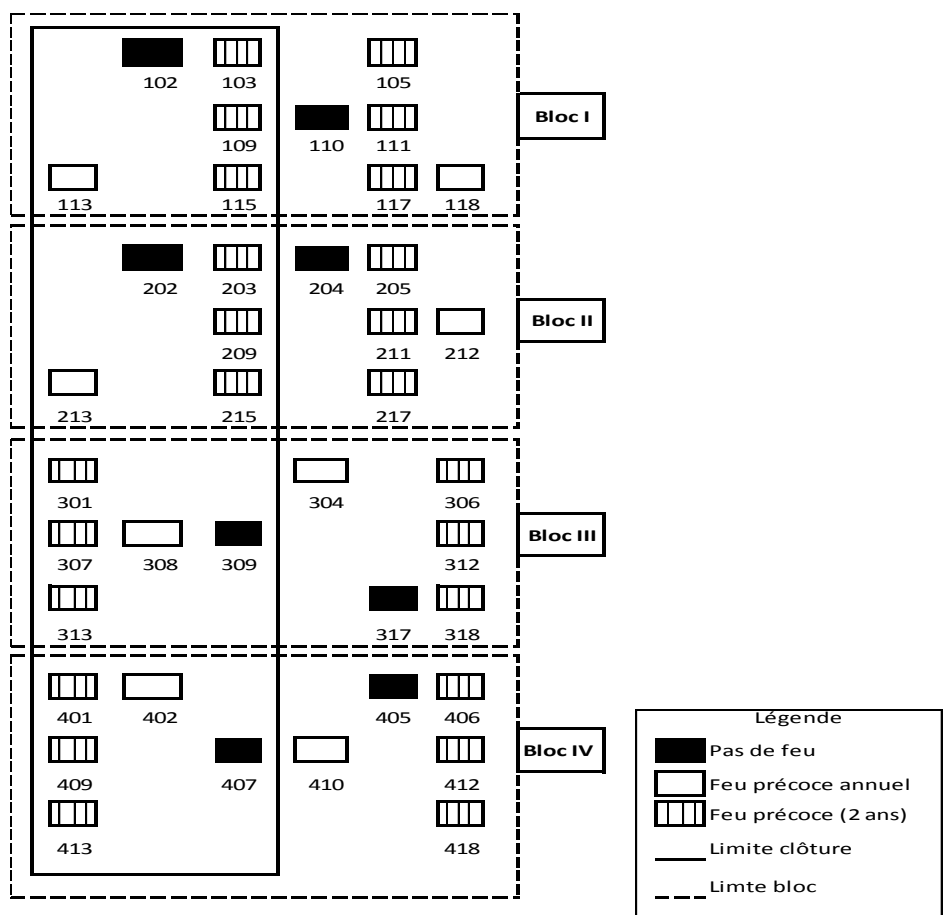 102 103 105
Bloc I
109 110 111
113 115 117 118
202 203 204 205
Bloc II
209 211 212
213 215 217
301 304 306
Bloc III
307 308 309 312
313 317 318
401 402 405 406
Bloc IV
409 407 410 412
413 418
Légende
Pas de feu
Feu précoce annuel
Feu précoce (2 ans)
Limite clôture
Limte bloc